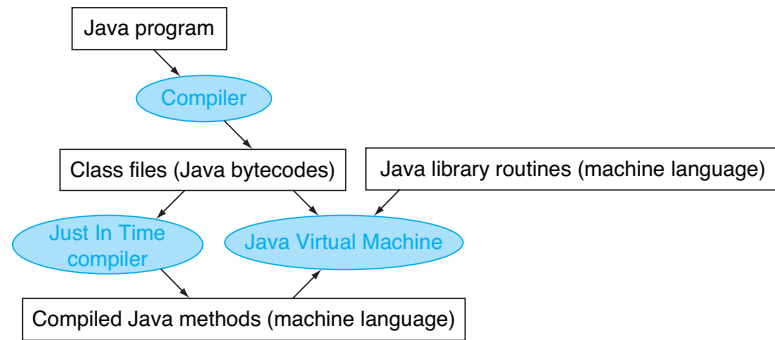 Java program
Compiler
Class files (Java bytecodes)
Java library routines (machine language)
Just In Time
compiler
Java Virtual Machine
Compiled Java methods (machine language)